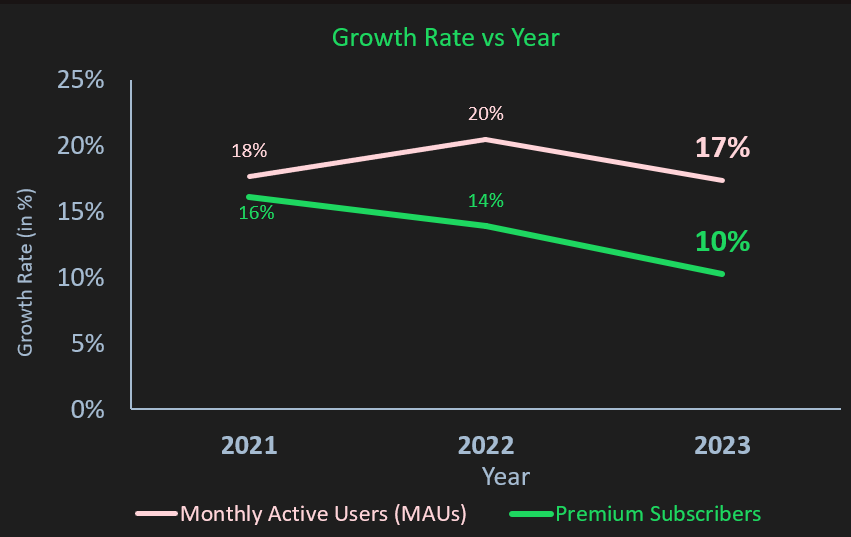 Growth Rate vs Year
25%
20%
15%
10%
5%
0%
Growth Rate (in %)
18%
20%
17%
16%
14%
10%
2021 2022 2023
Year
Monthly Active Users (MAUs) Premium Subscribers